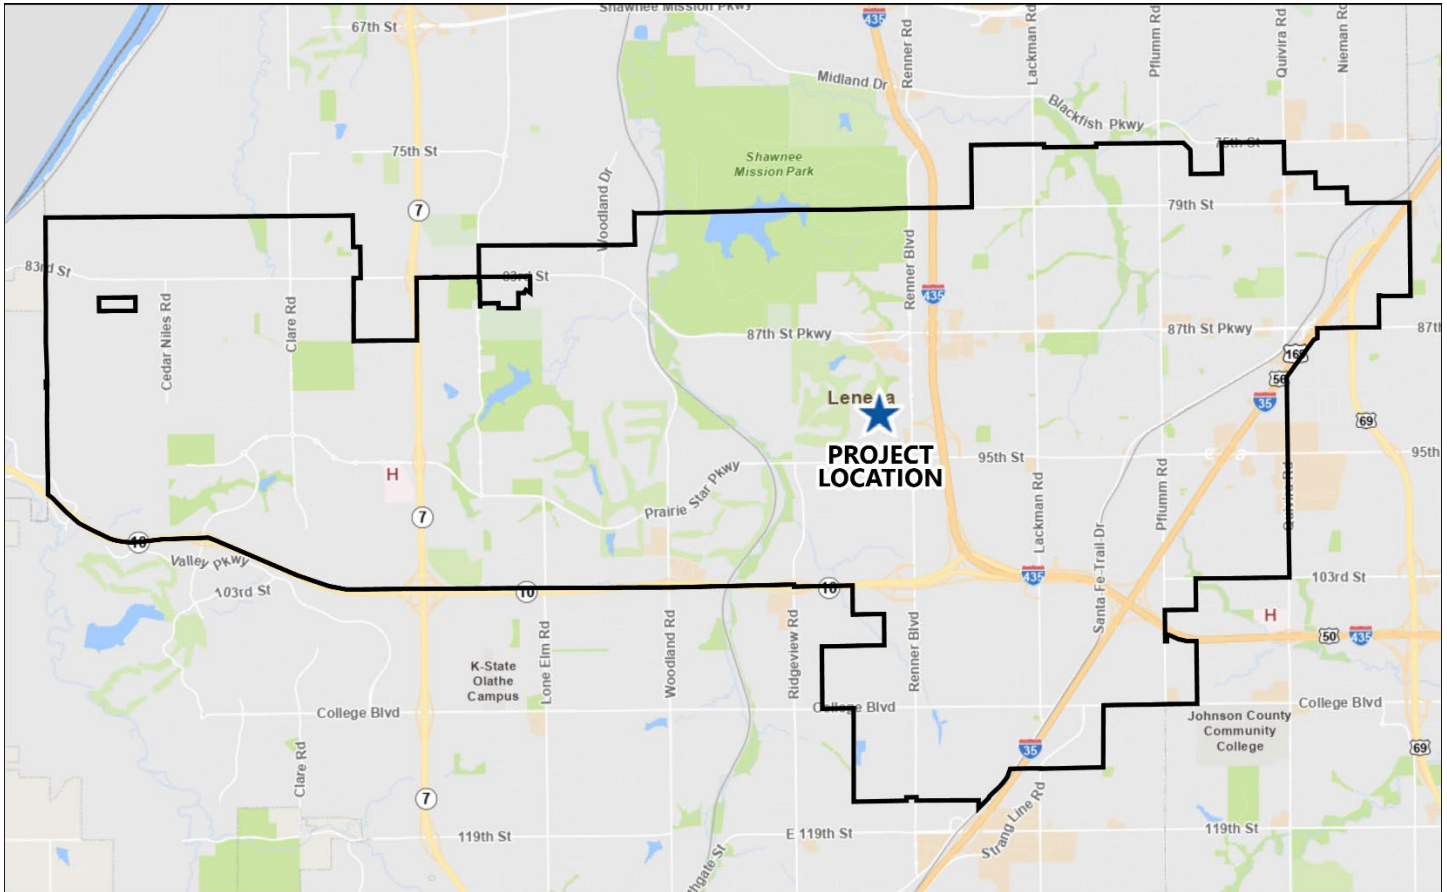 Shawnee Mission Pkwy
67th St
435
Renner Rd
Lackman Rd
Pflumm Rd
Quivira Rd
Nieman Rd
Midland Dr
Blackfish Pkwy
75th St
75th St
Shawnee
Mission Park
Woodland Dr
7
79th St
83rd St
83rd St
Renner Blvd
435
Cedar Niles Rd
Clare Rd
87th St Pkwy
87th St Pkwy
87th
169
56
35
69
Lenexa
PROJECT
LOCATION
95th St
95th
H
Prairie Star Pkwy
Lackman Rd
Pflumm Rd
Quivira Rd
7
10
Valley Pkwy
103rd St
10
10
435
Santa Fe Trail Dr
103rd St
H
50
435
K-State
Olathe
Campus
Lone Elm Rd
Woodland Rd
Ridgeview Rd
Renner Blvd
College Blvd
College Blvd
College Blvd
Johnson County
Community
College
35
69
Clare Rd
7
119th St
E 119th St
Strang Line Rd
119th St
hgate St